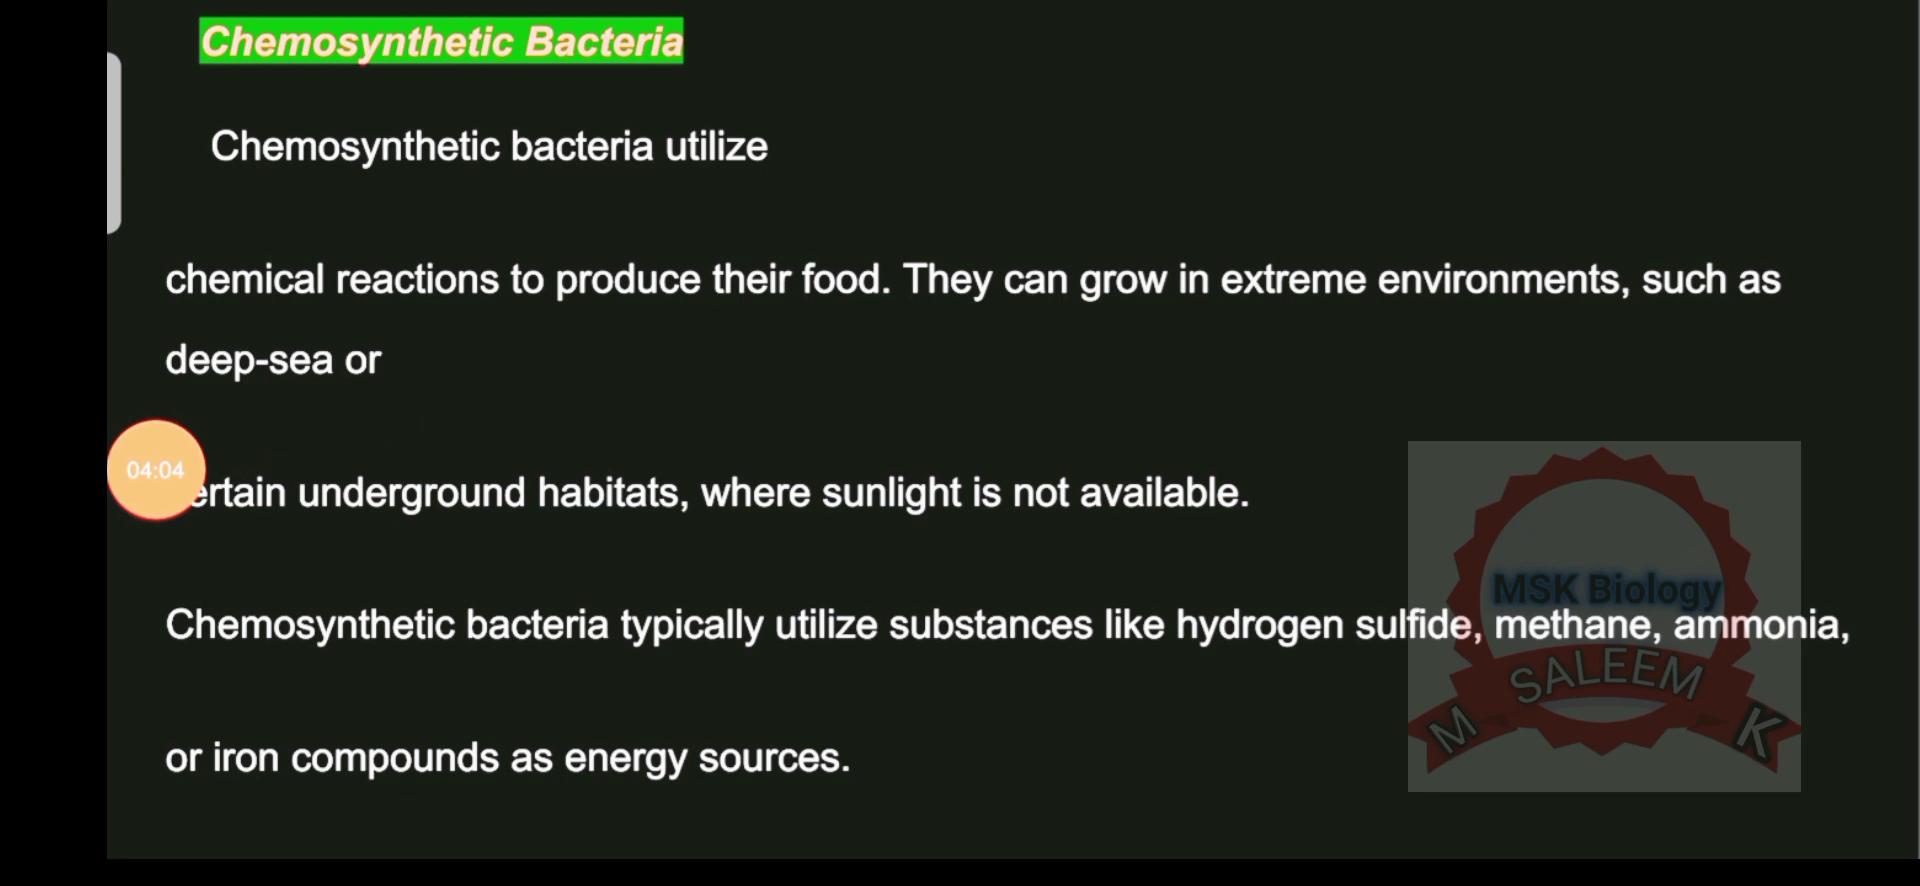 Chemosynthetic Bacteria
Chemosynthetic bacteria utilize
chemical reactions to produce their food. They can grow in extreme environments, such as
deep-sea or
04:04
ertain underground habitats, where sunlight is not available.
MSK Biology
Chemosynthetic bacteria typically utilize substances like hydrogen sulfide, methane, ammonia,
M SALEEM K
or iron compounds as energy sources.